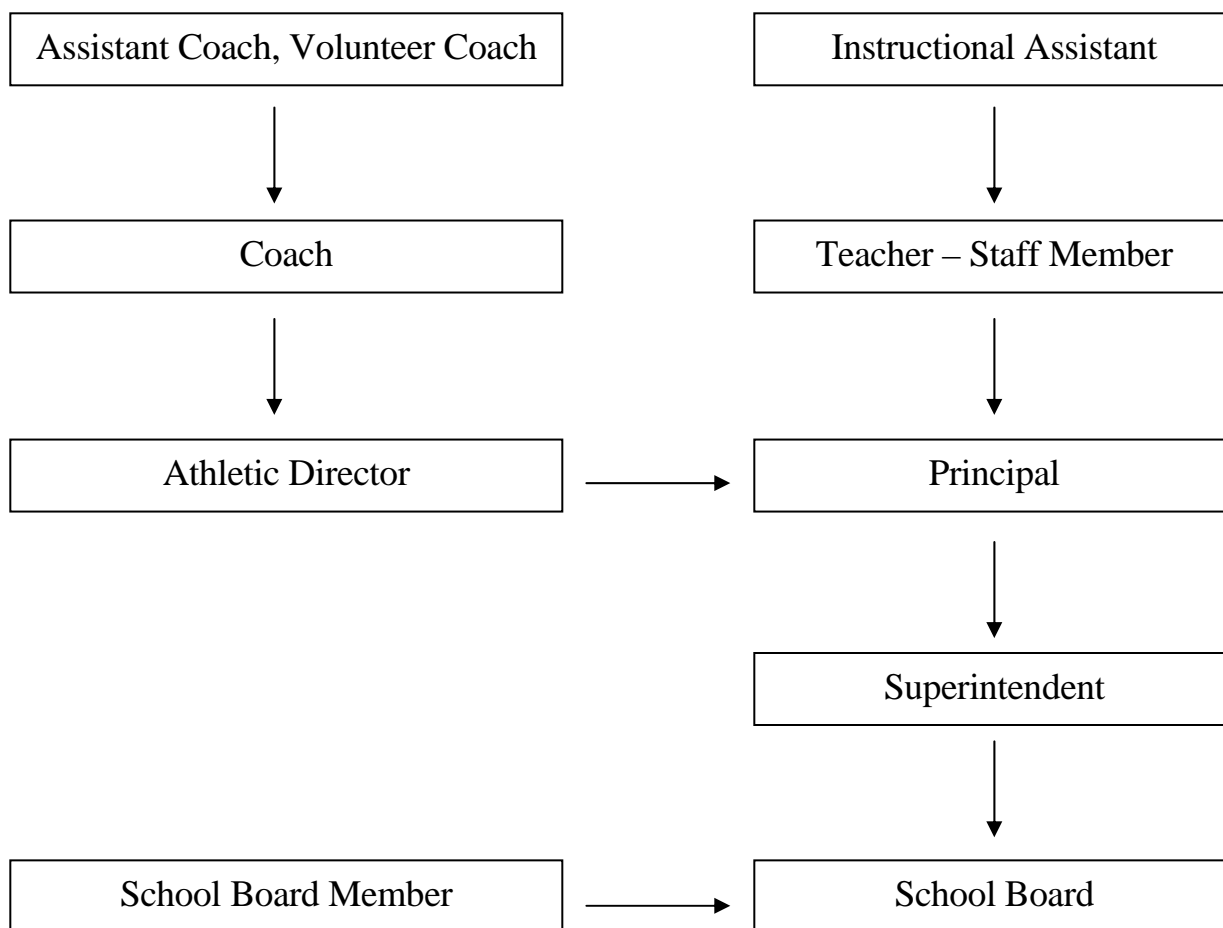 Assistant Coach, Volunteer Coach
Instructional Assistant
Coach
Teacher – Staff Member
Athletic Director
Principal
Superintendent
School Board Member
School Board